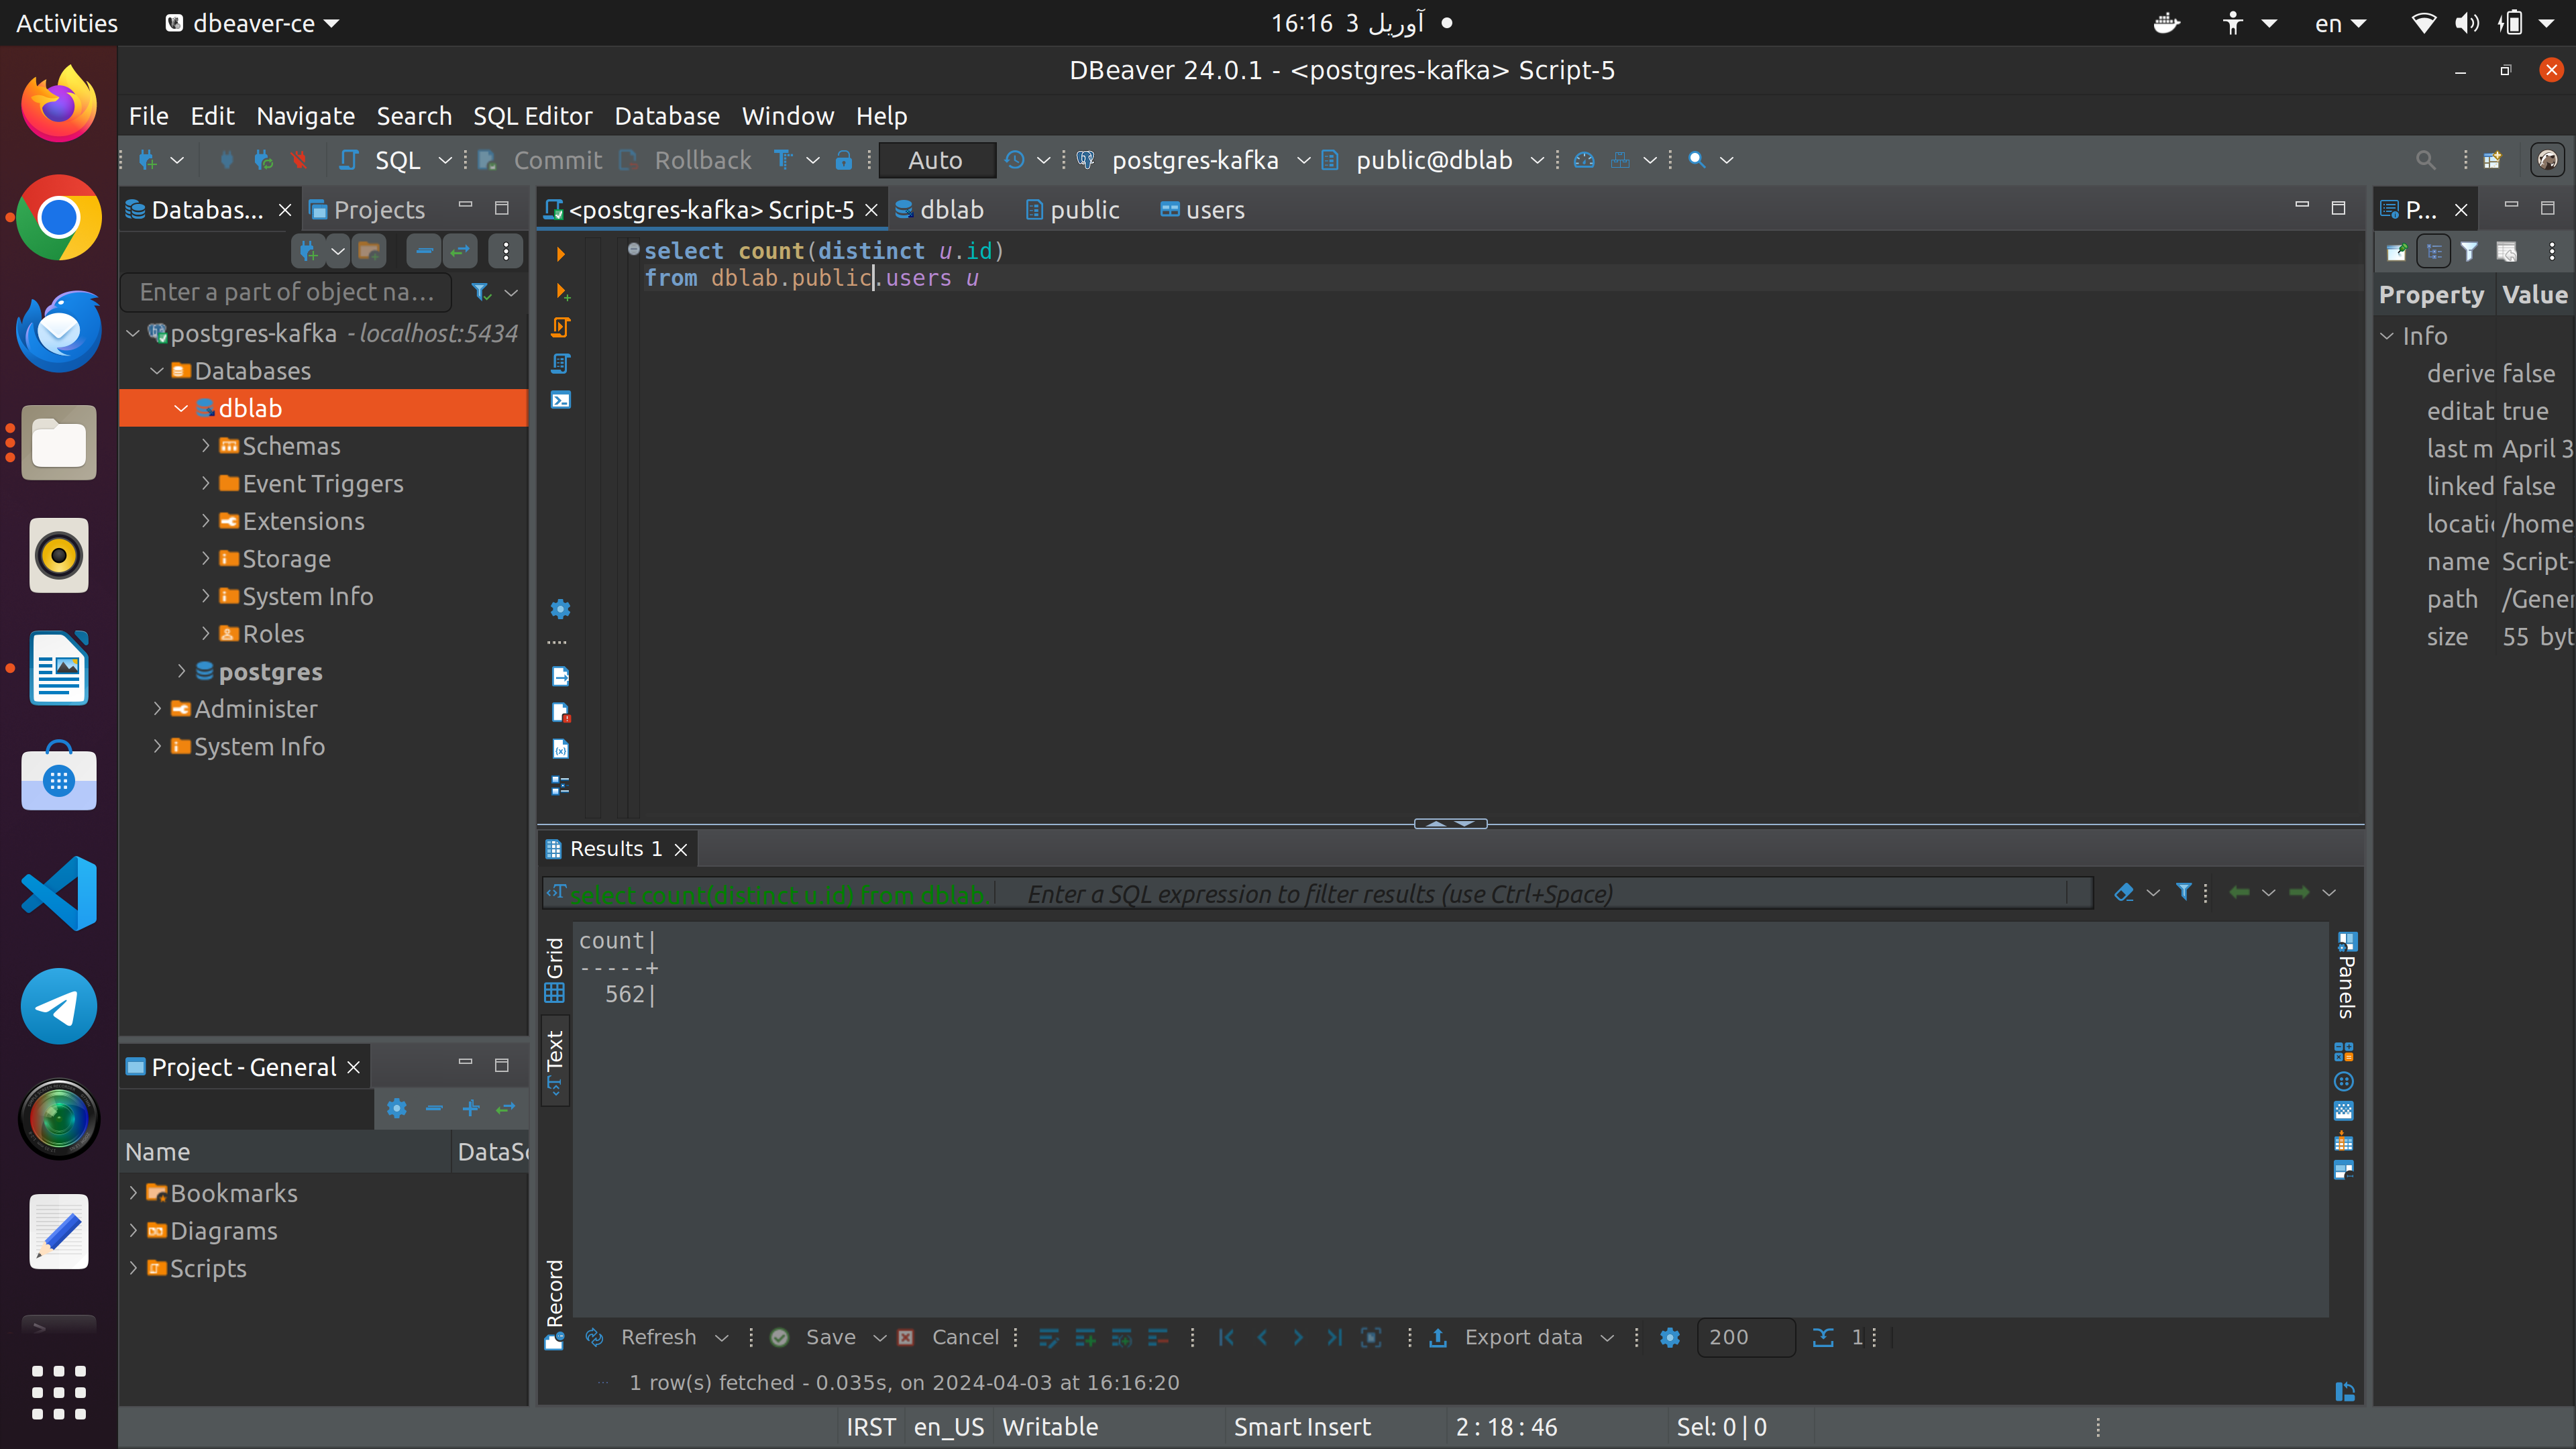 Activities
dbeaver-ce
16:16 3 آوریل
en
DBeaver 24.0.1 - <postgres-kafka> Script-5
File Edit Navigate Search SQL Editor Database Window Help
SQL Commit Rollback Auto postgres-kafka public@dblab
Databas... Projects
<postgres-kafka> Script-5 dblab public users
P...
Enter a part of object na...
postgres-kafka - localhost:5434
Databases
dblab
Schemas
Event Triggers
Extensions
Storage
System Info
Roles
postgres
Administer
System Info
select count(distinct u.id)
from dblab.public.users u
Property Value
Info
derive false
editab true
last m April 3
linked false
locati /home
name Script-
path /Gener
size 55 byt
Results 1
select count(distinct u.id) from dblab. Enter a SQL expression to filter results (use Ctrl+Space)
Grid
Text
Record
count|
-----+
562|
Panels
Project - General
Name DataSo
Bookmarks
Diagrams
Scripts
Refresh Save Cancel Export data 200 1
1 row(s) fetched - 0.035s, on 2024-04-03 at 16:16:20
IRST en_US Writable Smart Insert 2 : 18 : 46 Sel: 0 | 0